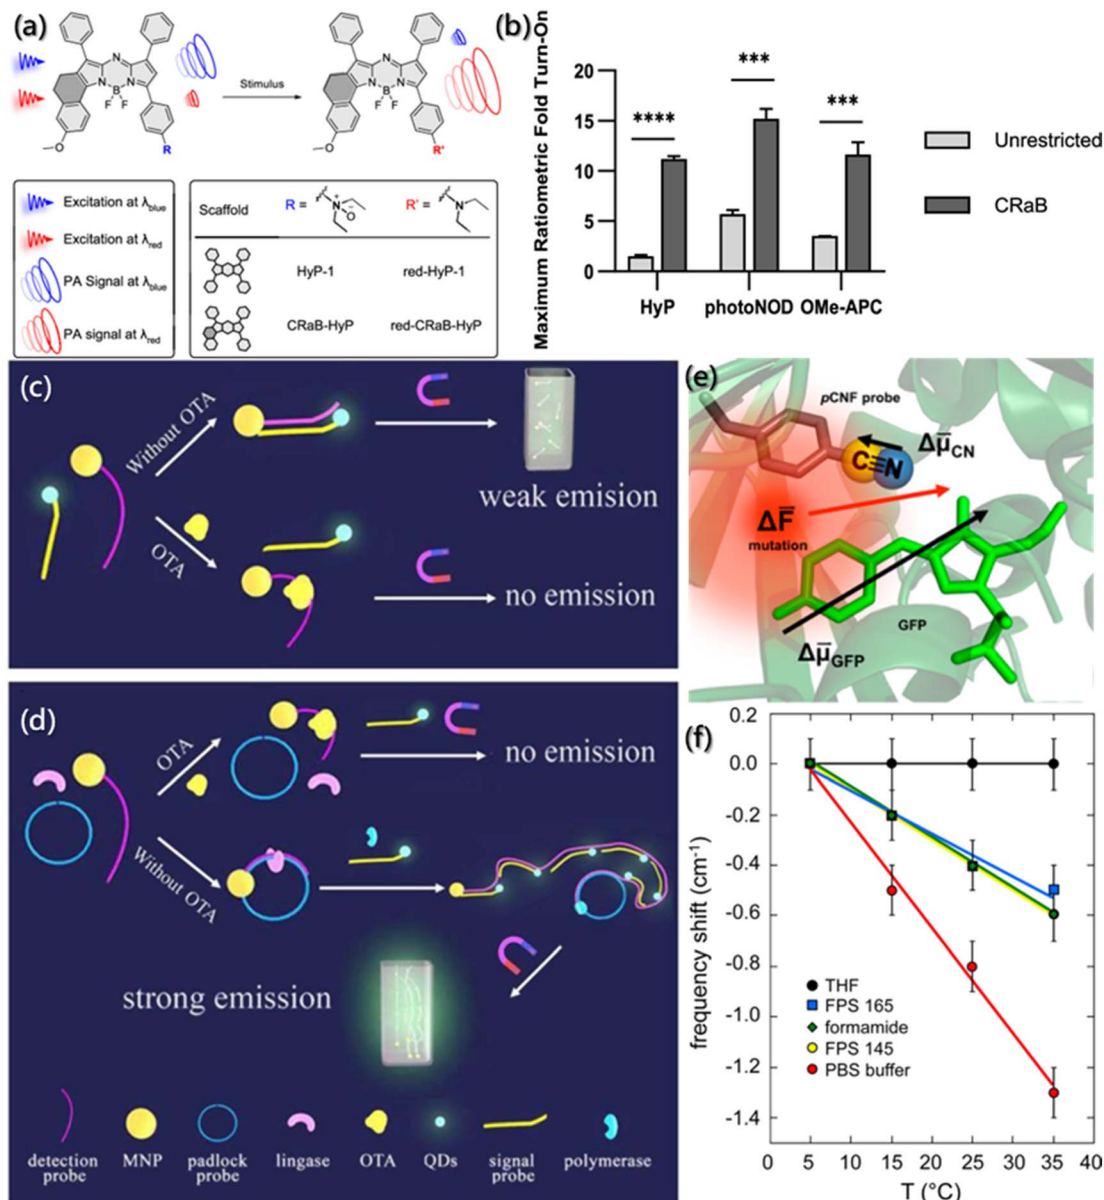 (a)
N
N
B
N
F
F
O
R
Stimulus
N
N
B
N
F
F
O
R'
Excitation at λblue
Excitation at λred
PA Signal at λblue
PA signal at λred
Scaffold
R =
N
+
O
-
R' =
N
HyP-1
red-HyP-1
CRaB-HyP
red-CRaB-HyP
(b)
Maximum Ratiometric Fold Turn-On
20
15
10
5
0
****
***
***
HyP
photoNOD
OMe-APC
Unrestricted
CRaB
(c)
Without OTA
OTA
weak emision
no emission
(d)
OTA
Without OTA
no emission
strong emission
detection probe
MNP
padlock probe
lingase
OTA
QDs
signal probe
polymerase
(e)
pCNF probe
C≡N
Δμ̄CN
ΔF̄
mutation
GFP
Δμ̄GFP
(f)
frequency shift (cm-1)
0.2
0.0
-0.2
-0.4
-0.6
-0.8
-1.0
-1.2
-1.4
THF
FPS 165
formamide
FPS 145
PBS buffer
0 5 10 15 20 25 30 35 40
T (°C)